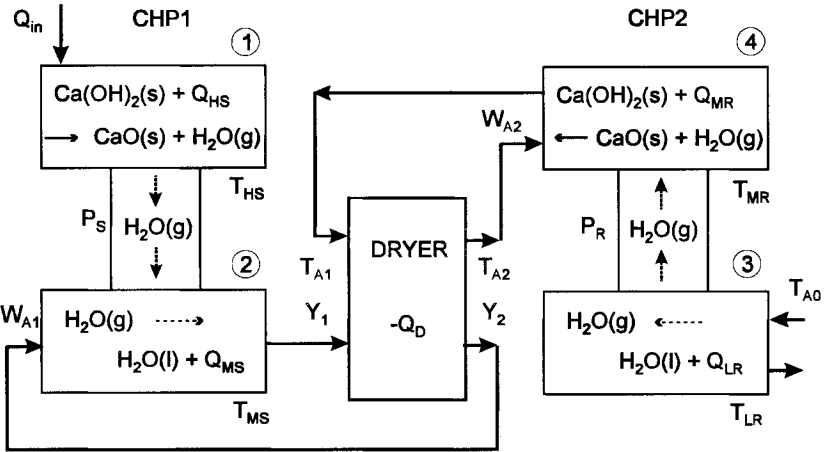 Q_in CHP1 CHP2
① ④
Ca(OH)₂(s) + Q_HS
→ CaO(s) + H₂O(g)
T_HS
P_S H₂O(g)
②
W_A1
H₂O(g)
H₂O(l) + Q_MS
T_MS
Y₁
T_A1
DRYER
-Q_D
T_A2
Y₂
W_A2
Ca(OH)₂(s) + Q_MR
← CaO(s) + H₂O(g)
T_MR
P_R H₂O(g)
③
T_A0
H₂O(g)
H₂O(l) + Q_LR
T_LR